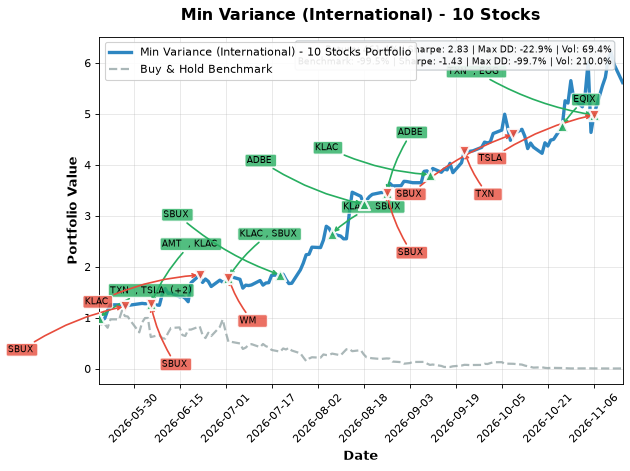 Min Variance (International) - 10 Stocks
Min Variance (International) - 10 Stocks Portfolio
Buy & Hold Benchmark
Sharpe: 2.83 | Max DD: -22.9% | Vol: 69.4%
Benchmark: -99.5% | Sharpe: -1.43 | Max DD: -99.7% | Vol: 210.0%
TXN , EQG
EQIX
ADBE
KLAC
ADBE
TSLA
SBUX
TXN
KLAC , SBUX
SBUX
KLAC , SBUX
AMT , KLAC
SBUX
TXN , TSLA (+2)
KLAC
WM
SBUX
SBUX
Portfolio Value
6
5
4
3
2
1
0
2026-05-30
2026-06-15
2026-07-01
2026-07-17
2026-08-02
2026-08-18
2026-09-03
2026-09-19
2026-10-05
2026-10-21
2026-11-06
Date